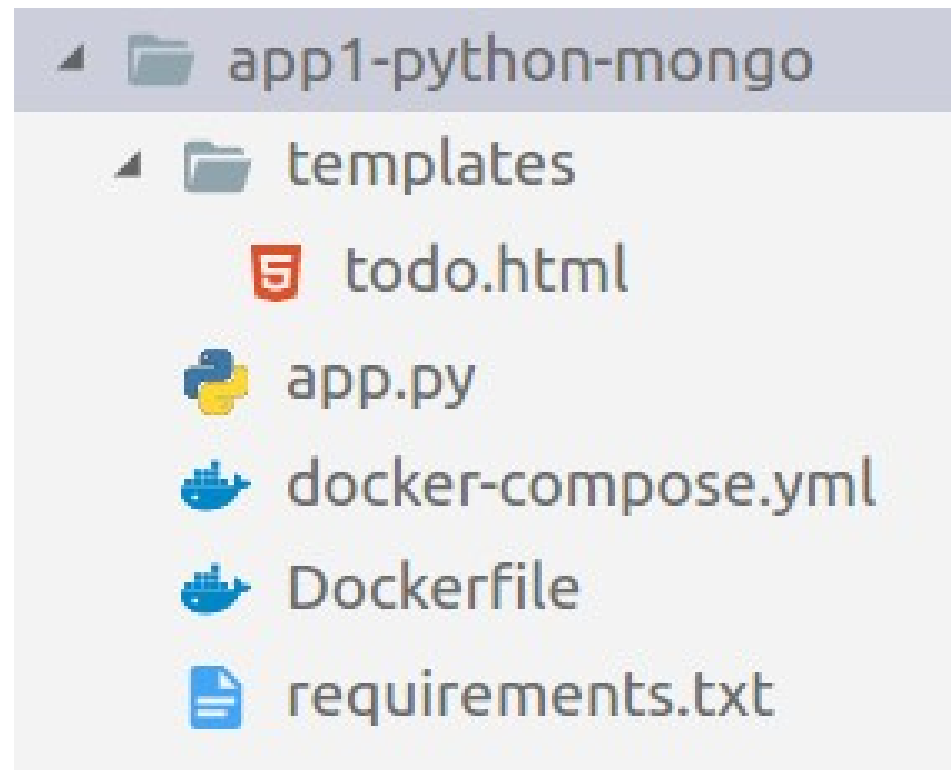 app1-python-mongo
templates
todo.html
app.py
docker-compose.yml
Dockerfile
requirements.txt